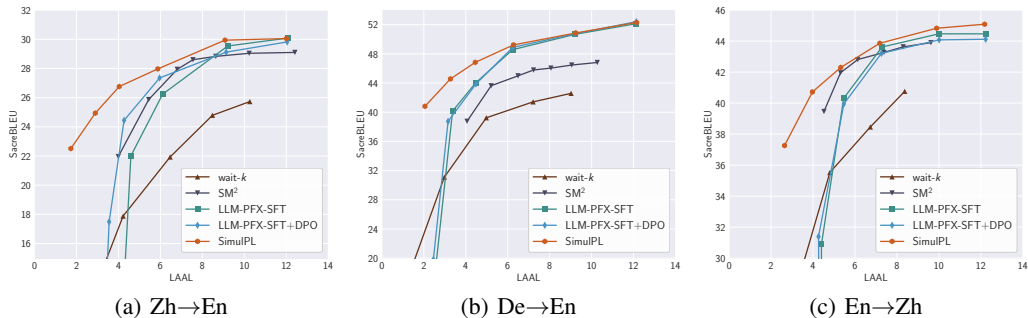 32
30
28
26
24
22
20
18
16
SacreBLEU
0 2 4 6 8 10 12 14
LAAL
wait-k
SM²
LLM-PFX-SFT
LLM-PFX-SFT+DPO
SimulPL
(a) Zh→En
52
48
44
40
36
32
28
24
20
SacreBLEU
0 2 4 6 8 10 12 14
LAAL
wait-k
SM²
LLM-PFX-SFT
LLM-PFX-SFT+DPO
SimulPL
(b) De→En
46
44
42
40
38
36
34
32
30
SacreBLEU
0 2 4 6 8 10 12 14
LAAL
wait-k
SM²
LLM-PFX-SFT
LLM-PFX-SFT+DPO
SimulPL
(c) En→Zh